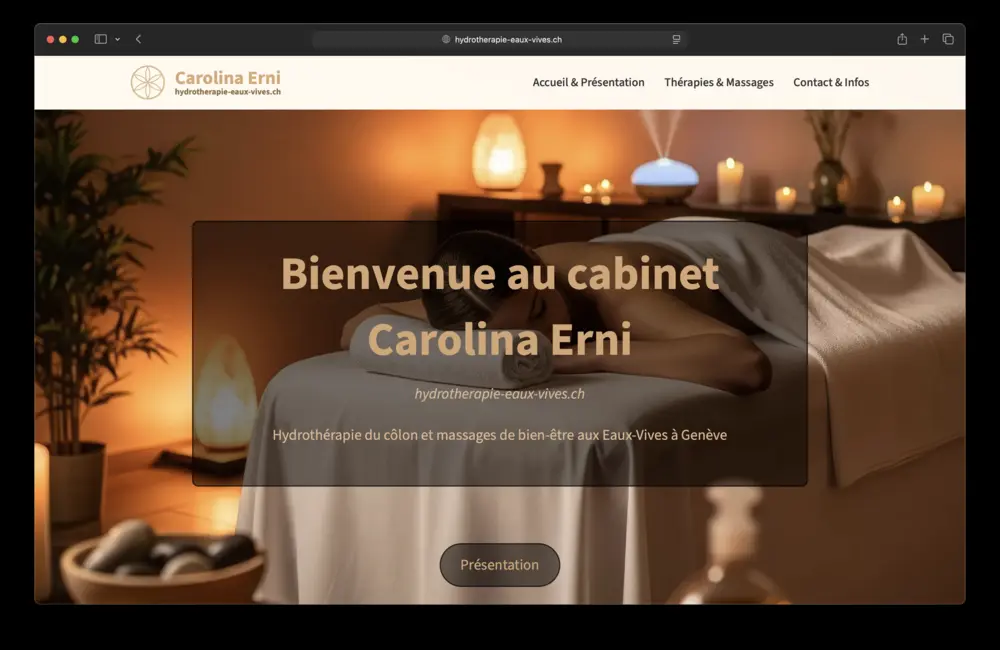 hydrotherapie-eaux-vives.ch
Carolina Erni
hydrotherapie-eaux-vives.ch
Accueil & Présentation
Thérapies & Massages
Contact & Infos
Bienvenue au cabinet
Carolina Erni
hydrotherapie-eaux-vives.ch
Hydrothérapie du côlon et massages de bien-être aux Eaux-Vives à Genève
Présentation